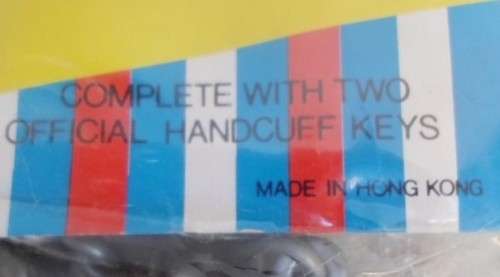 COMPLETE WITH TWO
OFFICIAL HANDCUFF KEYS
MADE IN HONG KONG